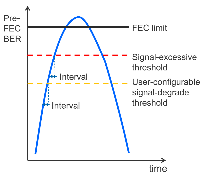 Pre-
FEC
BER
FEC limit
Signal-excessive
threshold
Interval
User-configurable
signal-degrade
threshold
Interval
time